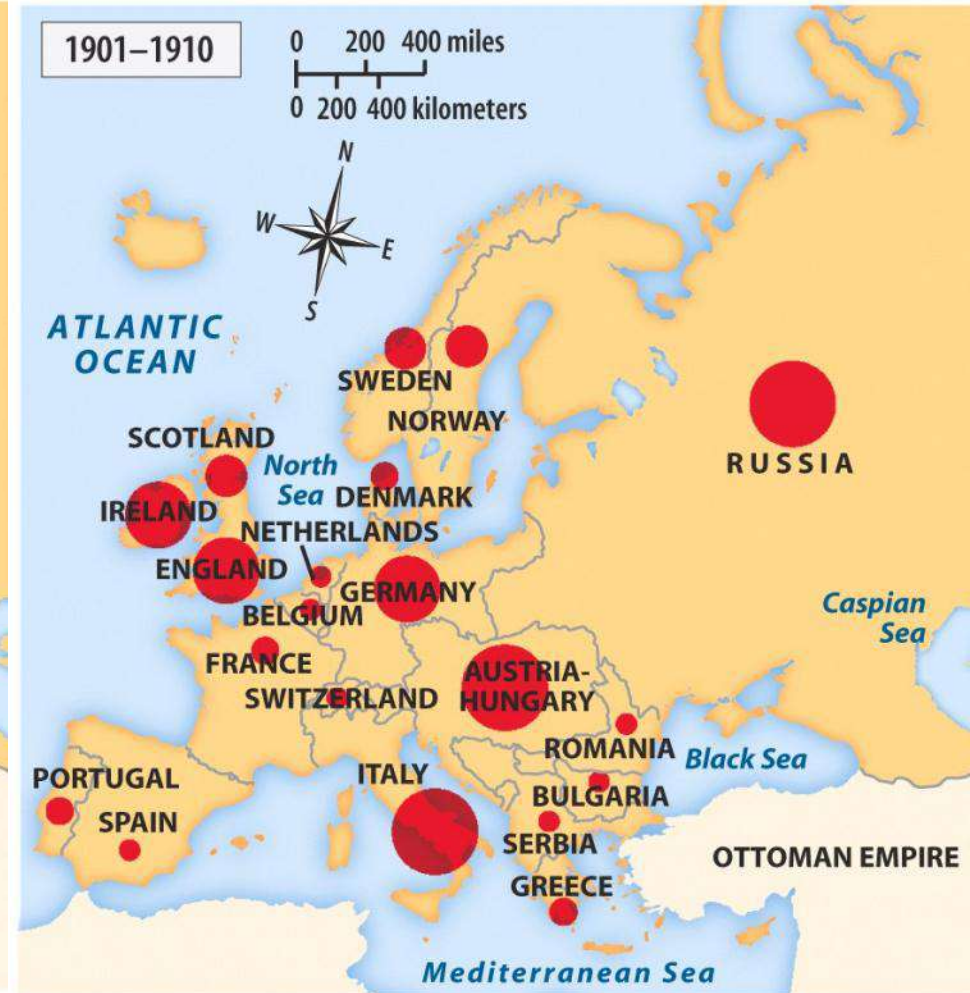 1901–1910
0 200 400 miles
0 200 400 kilometers
N
W
E
S
ATLANTIC
OCEAN
SWEDEN
NORWAY
SCOTLAND
North
Sea
DENMARK
IRELAND
NETHERLANDS
ENGLAND
GERMANY
BELGIUM
RUSSIA
Caspian
Sea
FRANCE
SWITZERLAND
AUSTRIA-
HUNGARY
ROMANIA
Black Sea
PORTUGAL
SPAIN
ITALY
BULGARIA
SERBIA
GREECE
OTTOMAN EMPIRE
Mediterranean Sea